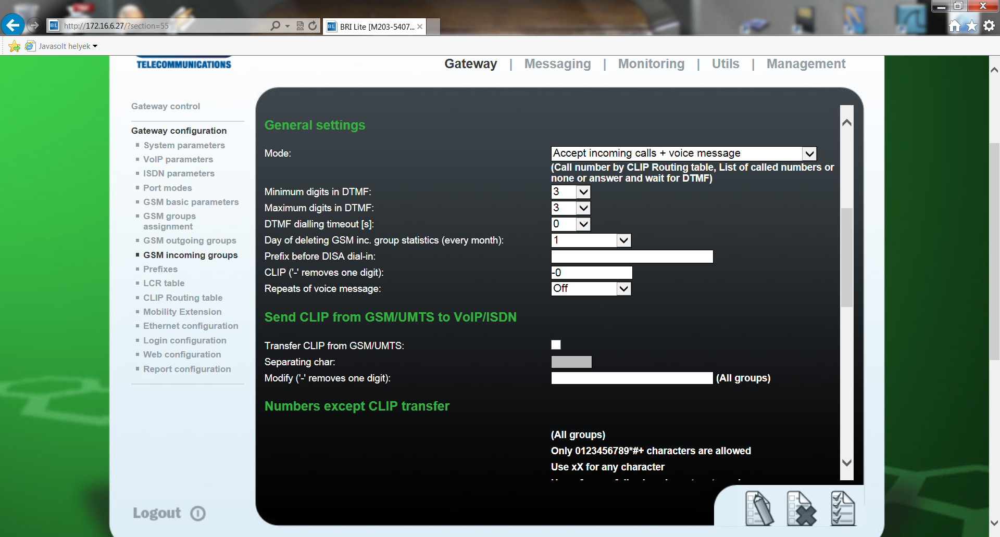 http://172.16.6.27/?section=55
BL BRI Lite [M203-5407...
Javasolt helyek
TELECOMMUNICATIONS
Gateway | Messaging | Monitoring | Utils | Management
Gateway control
Gateway configuration
System parameters
VoIP parameters
ISDN parameters
Port modes
GSM basic parameters
GSM groups
assignment
GSM outgoing groups
GSM incoming groups
Prefixes
LCR table
CLIP Routing table
Mobility Extension
Ethernet configuration
Login configuration
Web configuration
Report configuration
Logout
General settings
Mode: Accept incoming calls + voice message
(Call number by CLIP Routing table, List of called numbers or
none or answer and wait for DTMF)
Minimum digits in DTMF: 3
Maximum digits in DTMF: 3
DTMF dialling timeout [s]: 0
Day of deleting GSM inc. group statistics (every month): 1
Prefix before DISA dial-in:
CLIP ('-' removes one digit): -0
Repeats of voice message: Off
Send CLIP from GSM/UMTS to VoIP/ISDN
Transfer CLIP from GSM/UMTS:
Separating char:
Modify ('-' removes one digit): (All groups)
Numbers except CLIP transfer
(All groups)
Only 0123456789*#+ characters are allowed
Use xX for any character